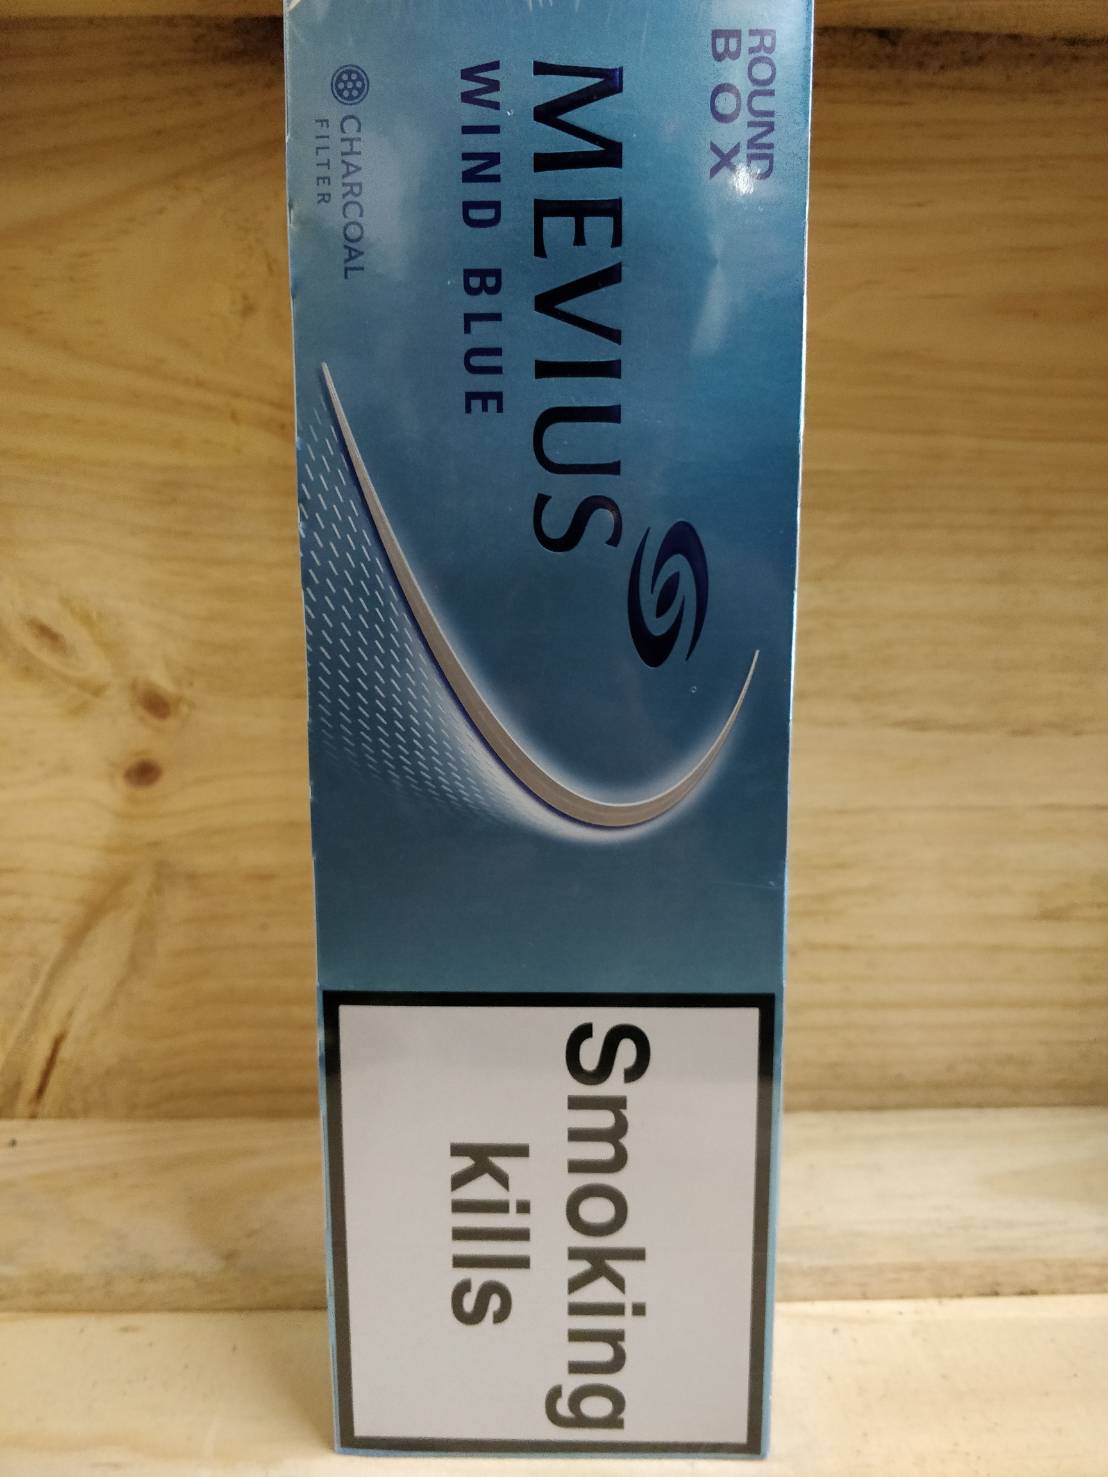 ROUND
BOX
MEVIUS
WIND BLUE
CHARCOAL
FILTER
Smoking
kills